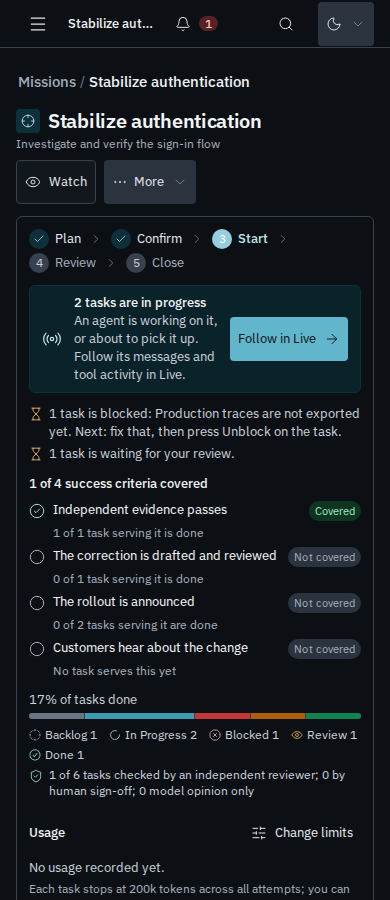 Stabilize aut...
1
Missions / Stabilize authentication
Stabilize authentication
Investigate and verify the sign-in flow
Watch
More
Plan
Confirm
3 Start
4 Review
5 Close
2 tasks are in progress
An agent is working on it,
or about to pick it up.
Follow its messages and
tool activity in Live.
Follow in Live
1 task is blocked: Production traces are not exported
yet. Next: fix that, then press Unblock on the task.
1 task is waiting for your review.
1 of 4 success criteria covered
Independent evidence passes
Covered
1 of 1 task serving it is done
The correction is drafted and reviewed
Not covered
0 of 1 task serving it is done
The rollout is announced
Not covered
0 of 2 tasks serving it are done
Customers hear about the change
Not covered
No task serves this yet
17% of tasks done
Backlog 1 In Progress 2 Blocked 1 Review 1
Done 1
1 of 6 tasks checked by an independent reviewer; 0 by
human sign-off; 0 model opinion only
Usage
Change limits
No usage recorded yet.
Each task stops at 200k tokens across all attempts; you can